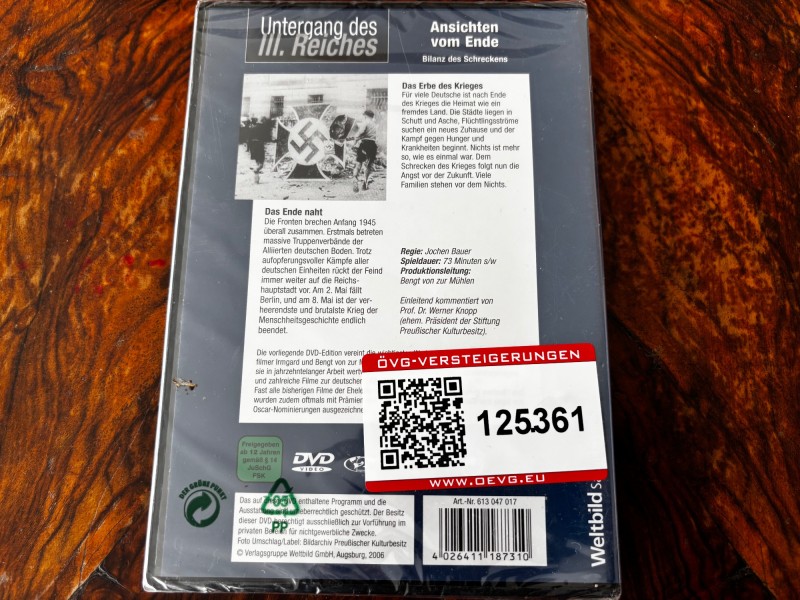 Untergang des
III. Reiches
Ansichten
vom Ende
Bilanz des Schreckens
Das Erbe des Krieges
Für viele Deutsche ist nach Ende
des Krieges die Heimat wie ein
fremdes Land. Die Städte liegen in
Schutt und Asche, Flüchtlingsströme
suchen ein neues Zuhause und der
Kampf gegen Hunger und
Krankheiten beginnt. Nichts ist mehr
so, wie es einmal war. Dem
Schrecken des Krieges folgt nun die
Angst vor der Zukunft. Viele
Familien stehen vor dem Nichts.
Das Ende naht
Die Fronten brechen Anfang 1945
überall zusammen. Erstmals betreten
massive Truppenverbände der
Alliierten deutschen Boden. Trotz
aufopferungsvoller Kämpfe aller
deutschen Einheiten rückt der Feind
immer weiter auf die Reichs-
hauptstadt vor. Am 2. Mai fällt
Berlin, und am 8. Mai ist der ver-
heerendste und brutalste Krieg der
Menschheitsgeschichte endlich
beendet.
Regie: Jochen Bauer
Spieldauer: 73 Minuten s/w
Produktionsleitung:
Bengt von zur Mühlen
Einleitend kommentiert von
Prof. Dr. Werner Knopp
(ehem. Präsident der Stiftung
Preußischer Kulturbesitz).
Die vorliegende DVD-Edition vereint die
filmer Irmgard und Bengt von zur
sie in jahrzehntelanger Arbeit
und zahlreiche Filme zur deutschen
Fast alle bisherigen Filme der
wurden zudem oftmals mit Prämien
Oscar-Nominierungen
ÖVG-VERSTEIGERUNGEN
125361
WWW.OEVG.EU
Freigegeben
ab 12 Jahren
gemäß § 14
JuSchG
FSK
DVD
VIDEO
DER GRÜNE PUNKT
05
PP
Das auf dieser DVD enthaltene Programm und die
Ausstattung sind urheberrechtlich geschützt. Der Besitz
dieser DVD berechtigt ausschließlich zur Vorführung im
privaten Bereich für nichtgewerbliche Zwecke.
Foto Umschlag/Label: Bildarchiv Preußischer Kulturbesitz
© Verlagsgruppe Weltbild GmbH, Augsburg, 2006
Art.-Nr. 613 047 017
4 026411 187310
Weltbild